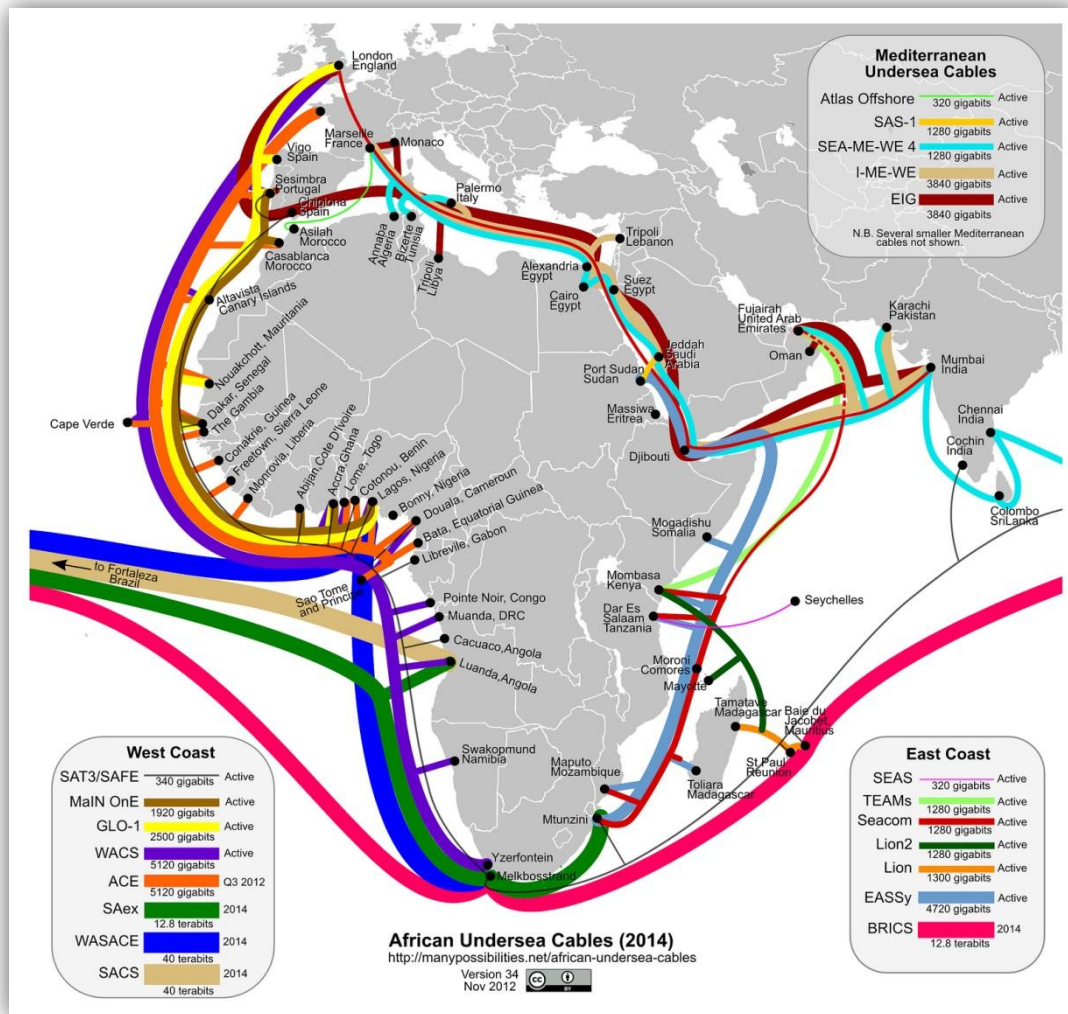 London
England
Marseille
France
Monaco
Vigo
Spain
Sesimbra
Portugal
Chipiona
Spain
Palermo
Italy
Asilah
Morocco
Casablanca
Morocco
Annaba
Algeria
Bizerte
Tunisia
Tripoli
Libya
Tripoli
Lebanon
Alexandria
Egypt
Cairo
Egypt
Suez
Egypt
Altavista
Canary Islands
Jeddah
Saudi
Arabia
Port Sudan
Sudan
Massiwa
Eritrea
Djibouti
Fujairah
United Arab
Emirates
Oman
Karachi
Pakistan
Mumbai
India
Chennai
India
Cochin
India
Colombo
SriLanka
Nouakchott, Mauritania
Dakar, Senegal
The Gambia
Cape Verde
Conakrie, Guinea
Freetown, Sierra Leone
Monrovia, Liberia
Abijan,Cote D'Ivoire
Accra,Ghana
Lome, Togo
Cotonou, Benin
Lagos, Nigeria
Bonny, Nigeria
Douala, Cameroun
Bata, Equatorial Guinea
Libreville, Gabon
Sao Tome
and Principe
to Fortaleza
Brazil
Pointe Noir, Congo
Muanda, DRC
Cacuaco,Angola
Luanda,Angola
Swakopmund
Namibia
Yzerfontein
Melkbosstrand
Mogadishu
Somalia
Mombasa
Kenya
Dar Es
Salaam
Tanzania
Seychelles
Moroni
Comores
Mayotte
Tamatave
Madagascar
Baie du
Jacobet,
Mauritius
St Paul
Reunion
Toliara
Madagascar
Maputo
Mozambique
Mtunzini
Mediterranean
Undersea Cables
Atlas Offshore 320 gigabits Active
SAS-1 1280 gigabits Active
SEA-ME-WE 4 1280 gigabits Active
I-ME-WE 3840 gigabits Active
EIG 3840 gigabits Active
N.B. Several smaller Mediterranean
cables not shown.
West Coast
SAT3/SAFE 340 gigabits Active
MaIN OnE 1920 gigabits Active
GLO-1 2500 gigabits Active
WACS 5120 gigabits Active
ACE 5120 gigabits Q3 2012
SAex 12.8 terabits 2014
WASACE 40 terabits 2014
SACS 40 terabits 2014
East Coast
SEAS 320 gigabits Active
TEAMs 1280 gigabits Active
Seacom 1280 gigabits Active
Lion2 1280 gigabits Active
Lion 1300 gigabits Active
EASSy 4720 gigabits Active
BRICS 12.8 terabits 2014
African Undersea Cables (2014)
http://manypossibilities.net/african-undersea-cables
Version 34
Nov 2012
cc
BY